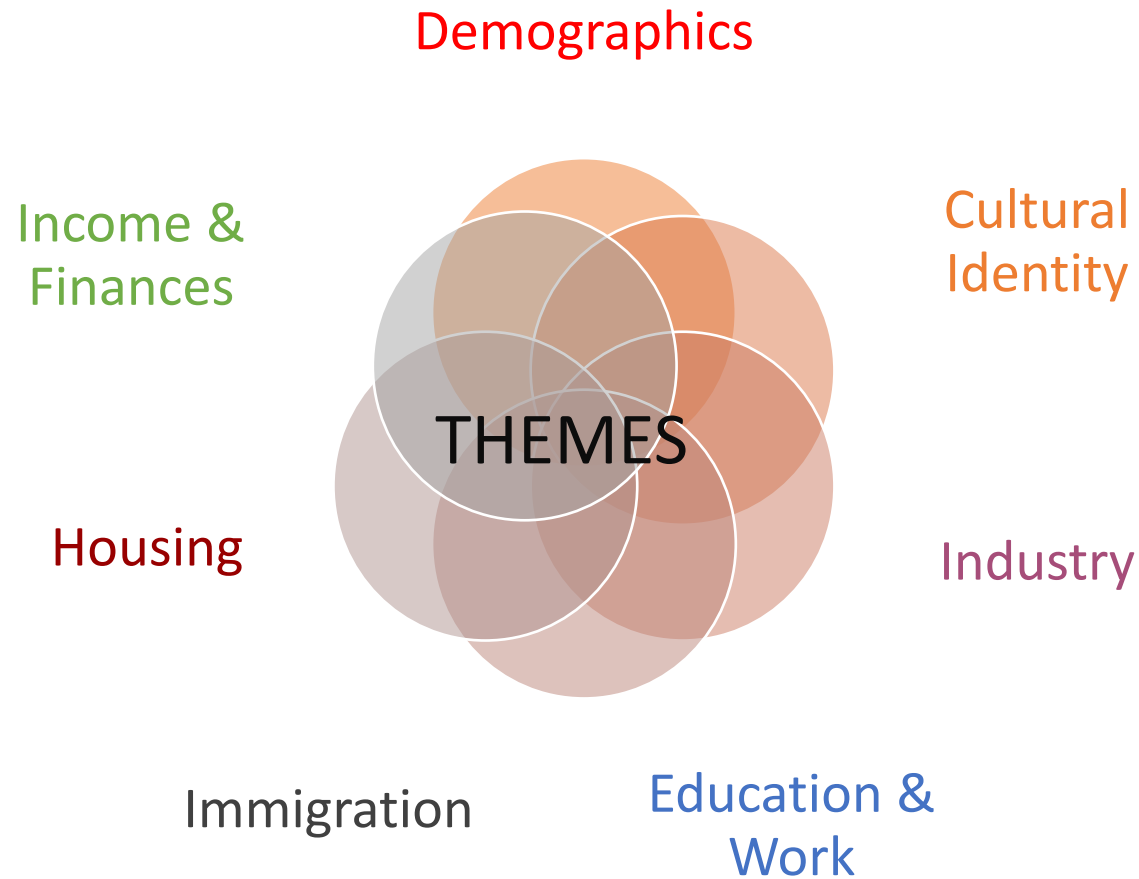 Demographics
Cultural
Identity
Income &
Finances
THEMES
Housing
Industry
Immigration
Education &
Work